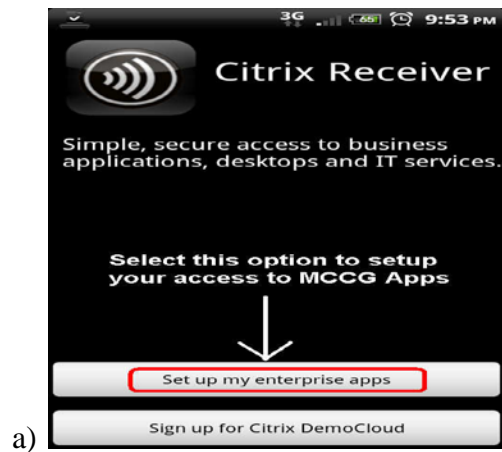 3G 65 9:53 PM
Citrix Receiver
Simple, secure access to business
applications, desktops and IT services.
Select this option to setup
your access to MCCG Apps
Set up my enterprise apps
Sign up for Citrix DemoCloud
a)